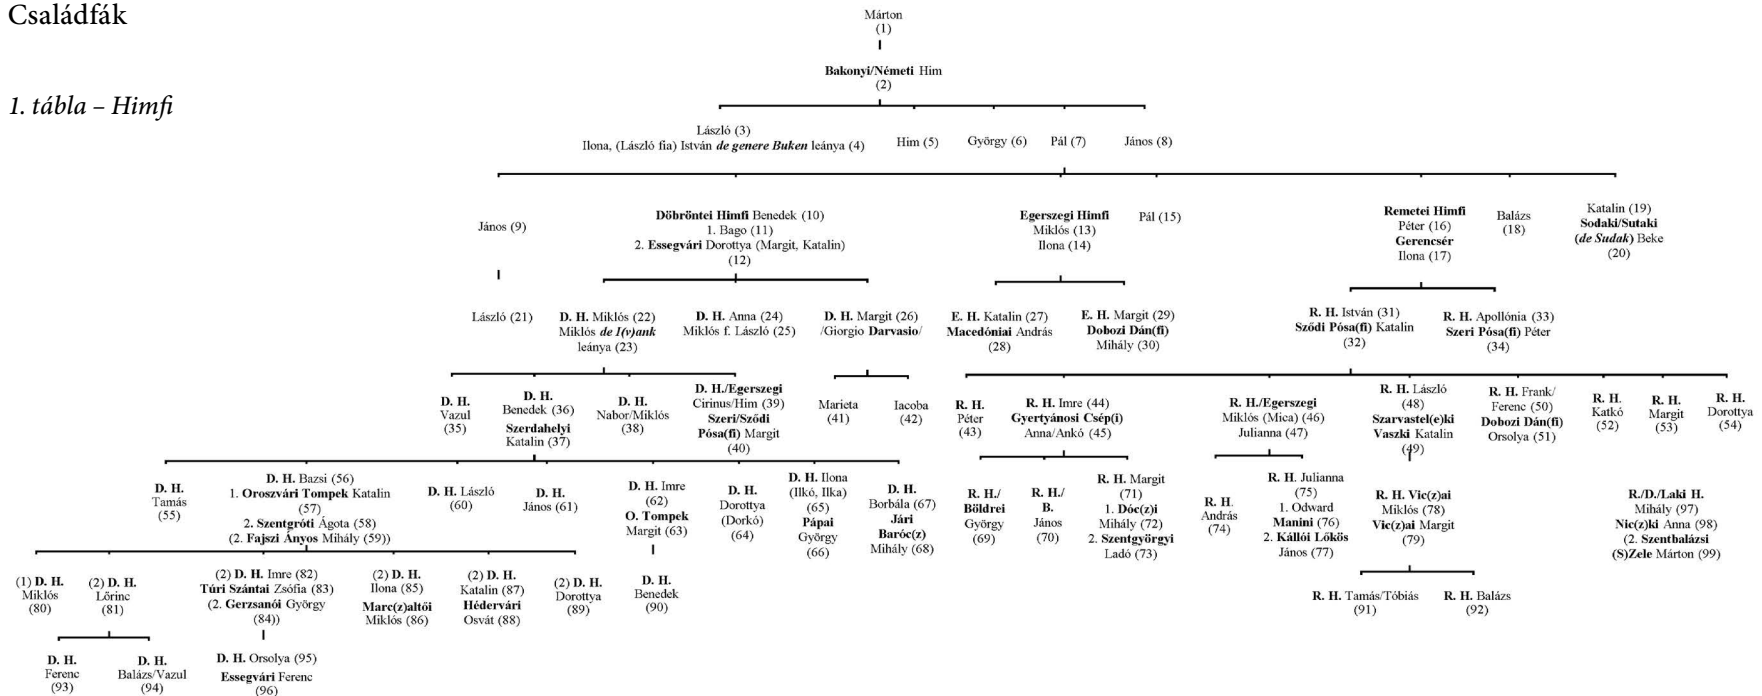 Családfák
1. tábla – Himfi
Márton
(1)
Bakonyi/Németi Him
(2)
László (3)
Ilona, (László fia) István de genere Buken leánya (4)
Him (5)
György (6)
Pál (7)
János (8)
János (9)
Döbröntei Himfi Benedek (10)
1. Bago (11)
2. Essegvári Dorottya (Margit, Katalin)
(12)
Egerszegi Himfi
Miklós (13)
Ilona (14)
Pál (15)
Remetei Himfi
Péter (16)
Gerencsér
Ilona (17)
Balázs
(18)
Katalin (19)
Sodaki/Sutaki
(de Sudak) Beke
(20)
László (21)
D. H. Miklós (22)
Miklós de I(v)ank
leánya (23)
D. H. Anna (24)
Miklós f. László (25)
D. H. Margit (26)
/Giorgio Darvasio/
E. H. Katalin (27)
Macedóniai András
(28)
E. H. Margit (29)
Dobozi Dán(fi)
Mihály (30)
R. H. István (31)
Sződi Pósa(fi) Katalin
(32)
R. H. Apollónia (33)
Szeri Pósa(fi) Péter
(34)
D. H.
Vazul
(35)
D. H.
Benedek (36)
Szerdahelyi
Katalin (37)
D. H.
Nabor/Miklós
(38)
D. H./Egerszegi
Cirinus/Him (39)
Szeri/Sződi
Pósa(fi) Margit
(40)
Marieta
(41)
Iacoba
(42)
R. H.
Péter
(43)
R. H. Imre (44)
Gyertyánosi Csép(i)
Anna/Ankó (45)
R. H./Egerszegi
Miklós (Mica) (46)
Julianna (47)
R. H. László
(48)
Szarvastel(e)ki
Vaszki Katalin
(49)
R. H. Frank/
Ferenc (50)
Dobozi Dán(fi)
Orsolya (51)
R. H.
Katkó
(52)
R. H.
Margit
(53)
R. H.
Dorottya
(54)
D. H.
Tamás
(55)
D. H. Bazsi (56)
1. Oroszvári Tompek Katalin
(57)
2. Szentgróti Ágota (58)
(2. Fajszi Ányos Mihály (59))
D. H. László
(60)
D. H.
János (61)
D. H. Imre
(62)
O. Tompek
Margit (63)
D. H.
Dorottya
(Dorkó)
(64)
D. H. Ilona
(Ilkó, Ilka)
(65)
Pápai
György
(66)
D. H.
Borbála (67)
Jári
Baróc(z)
Mihály (68)
R. H./
Böldrei
György
(69)
R. H./
B.
János
(70)
R. H. Margit
(71)
1. Dóc(z)i
Mihály (72)
2. Szentgyörgyi
Ladó (73)
R. H.
András
(74)
R. H. Julianna
(75)
1. Odward
Manini (76)
2. Kállói Lőkös
János (77)
R. H. Vic(z)ai
Miklós (78)
Vic(z)ai Margit
(79)
R./D./Laki H.
Mihály (97)
Nic(z)ki Anna (98)
(2. Szentbalázsi
(S)Zele Márton (99)
(1) D. H.
Miklós
(80)
(2) D. H.
Lőrinc
(81)
(2) D. H. Imre (82)
Túri Szántai Zsófia (83)
(2. Gerzsanói György
(84))
(2) D. H.
Ilona (85)
Marc(z)altői
Miklós (86)
(2) D. H.
Katalin (87)
Hédervári
Osvát (88)
(2) D. H.
Dorottya
(89)
D. H.
Benedek
(90)
R. H. Tamás/Tóbiás
(91)
R. H. Balázs
(92)
D. H.
Ferenc
(93)
D. H.
Balázs/Vazul
(94)
D. H. Orsolya (95)
Essegvári Ferenc
(96)